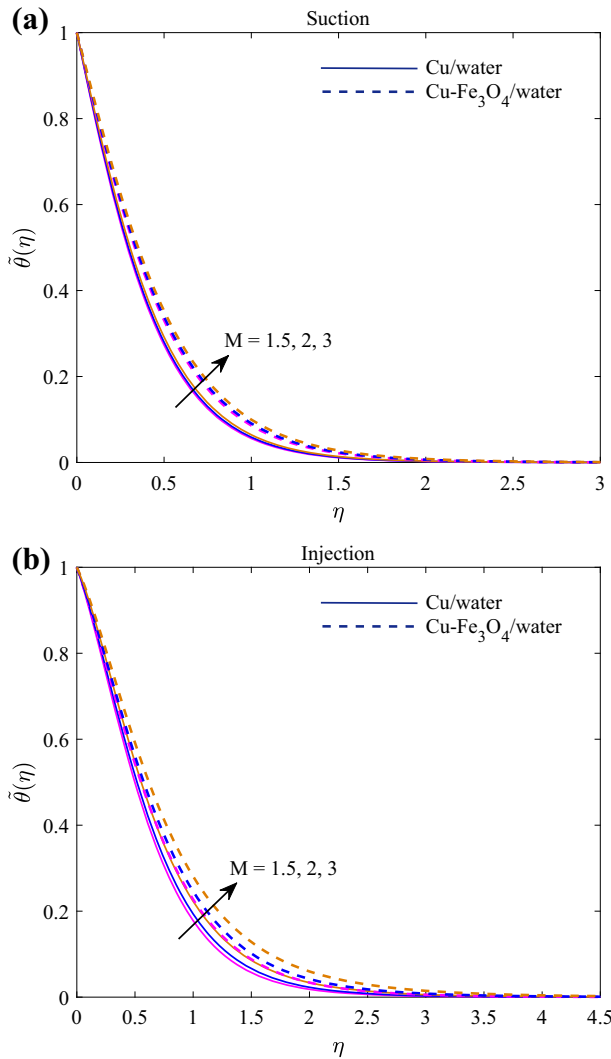 (a)
Suction
1
Cu/water
Cu-Fe₃O₄/water
0.8
0.6
θ̃(η)
0.4
M = 1.5, 2, 3
0.2
0
0 0.5 1 1.5 2 2.5 3
η
(b)
Injection
1
Cu/water
Cu-Fe₃O₄/water
0.8
0.6
θ̃(η)
0.4
M = 1.5, 2, 3
0.2
0
0 0.5 1 1.5 2 2.5 3 3.5 4 4.5
η